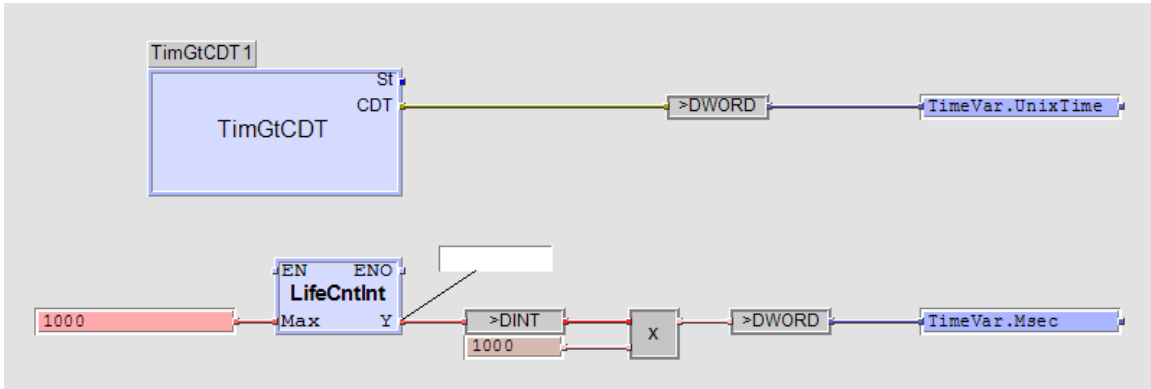 TimGtCDT1
St
CDT
TimGtCDT
>DWORD
TimeVar.UnixTime
EN ENO
LifeCntInt
1000
Max Y
>DINT
1000
X
>DWORD
TimeVar.Msec